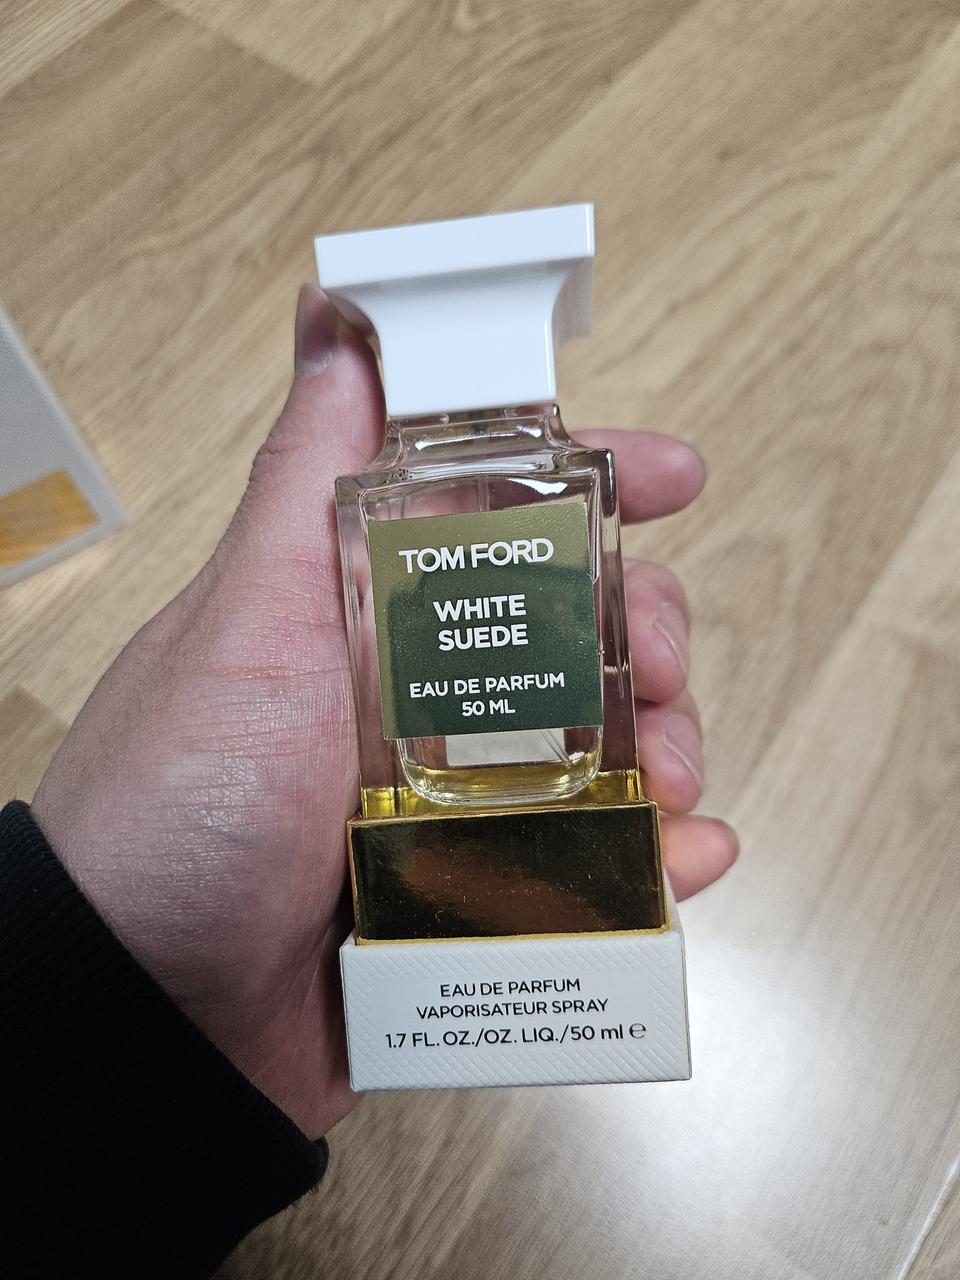 TOM FORD
WHITE
SUEDE
EAU DE PARFUM
50 ML
EAU DE PARFUM
VAPORISATEUR SPRAY
1.7 FL. OZ./OZ. LIQ./50 ml ℮